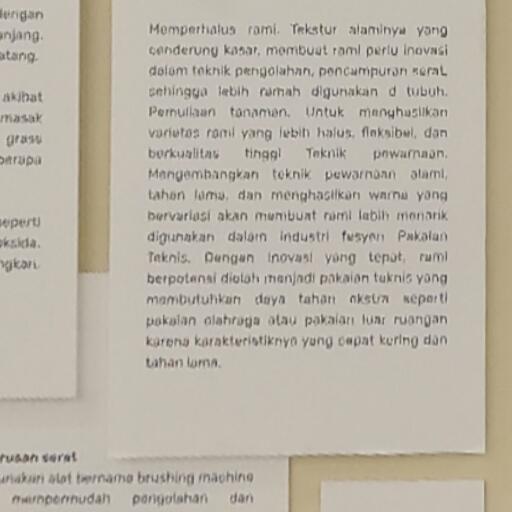 dengan
anjang.
atang.
akibat
masak
grass
berapa
seperti
oksida.
ngkan.
Memperhalus rami. Tekstur alaminya yang
cenderung kasar, membuat rami perlu inovasi
dalam teknik pengolahan, pencampuran serat,
sehingga lebih ramah digunakan d tubuh.
Pemuliaan tanaman. Untuk menghasilkan
varietas rami yang lebih halus, fleksibel, dan
berkualitas tinggi Teknik pewarnaan.
Mengembangkan teknik pewarnaan alami,
tahan lama, dan menghasilkan warna yang
bervariasi akan membuat rami lebih menarik
digunakan dalam industri fesyen Pakaian
Teknis. Dengan inovasi yang tepat, rami
berpotensi diolah menjadi pakaian teknis yang
membutuhkan daya tahan ekstra seperti
pakaian olahraga atau pakaian luar ruangan
karena karakteristiknya yang cepat kering dan
tahan lama.
rusan serat
unakan alat bernama brushing machine
mempermudah pengolahan dan